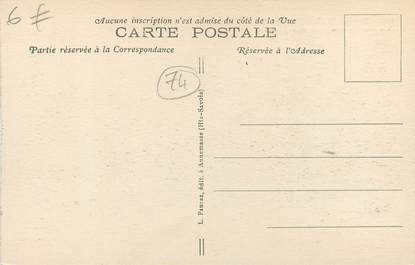 6 €
Aucune inscription n'est admise du côté de la Vue
CARTE POSTALE
Partie réservée à la Correspondance
Réservée à l'Adresse
74
L. Fauraz, édit. à Annemasse (Hte-Savoie)